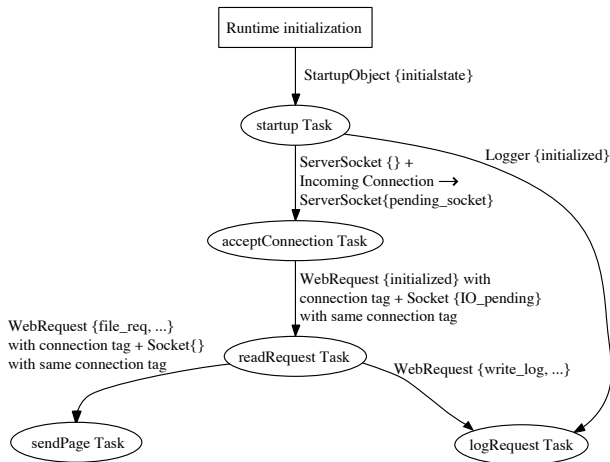 Runtime initialization
StartupObject {initialstate}
startup Task
Logger {initialized}
ServerSocket {} +
Incoming Connection →
ServerSocket{pending_socket}
acceptConnection Task
WebRequest {initialized} with
connection tag + Socket {IO_pending}
with same connection tag
WebRequest {file_req, ...}
with connection tag + Socket{}
with same connection tag
readRequest Task
WebRequest {write_log, ...}
sendPage Task
logRequest Task